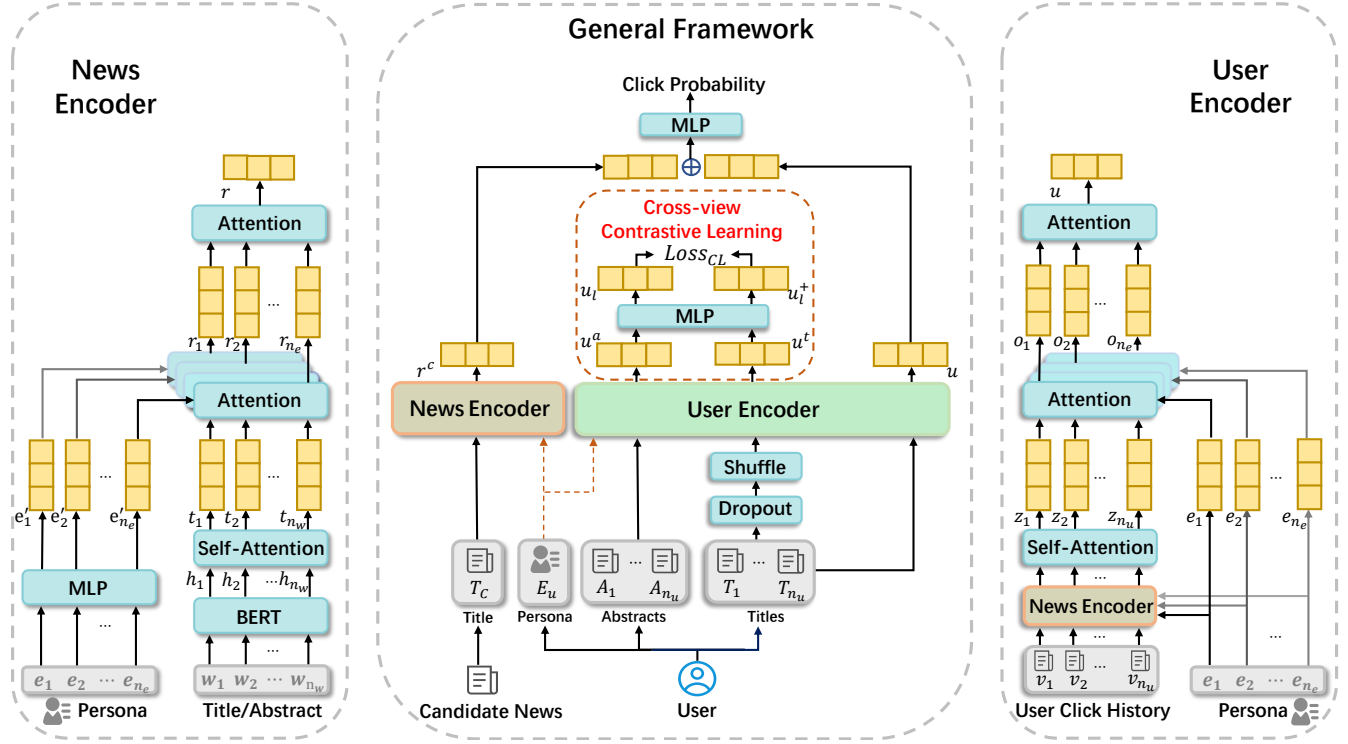 News
Encoder
r
Attention
...
r_1 r_2 r_{n_e}
Attention
...
...
e'_1 e'_2 e'_{n_e} t_1 t_2 t_{n_w}
Self-Attention
h_1 h_2 ⋯ h_{n_w}
MLP
BERT
...
...
e_1 e_2 ⋯ e_{n_e} w_1 w_2 ⋯ w_{n_w}
Persona Title/Abstract
General Framework
Click Probability
MLP
⊕
Cross-view
Contrastive Learning
Loss_{CL}
u_l u_l^+
MLP
u^a u^t
r^c u
News Encoder User Encoder
Shuffle
Dropout
... ...
T_C E_u A_1 A_{n_u} T_1 T_{n_u}
Title Persona Abstracts Titles
Candidate News User
User
Encoder
u
Attention
...
o_1 o_2 o_{n_e}
Attention
...
...
z_1 z_2 z_{n_u} e_1 e_2 e_{n_e}
Self-Attention
...
News Encoder
...
...
...
v_1 v_2 v_{n_u} e_1 e_2 ⋯ e_{n_e}
User Click History Persona